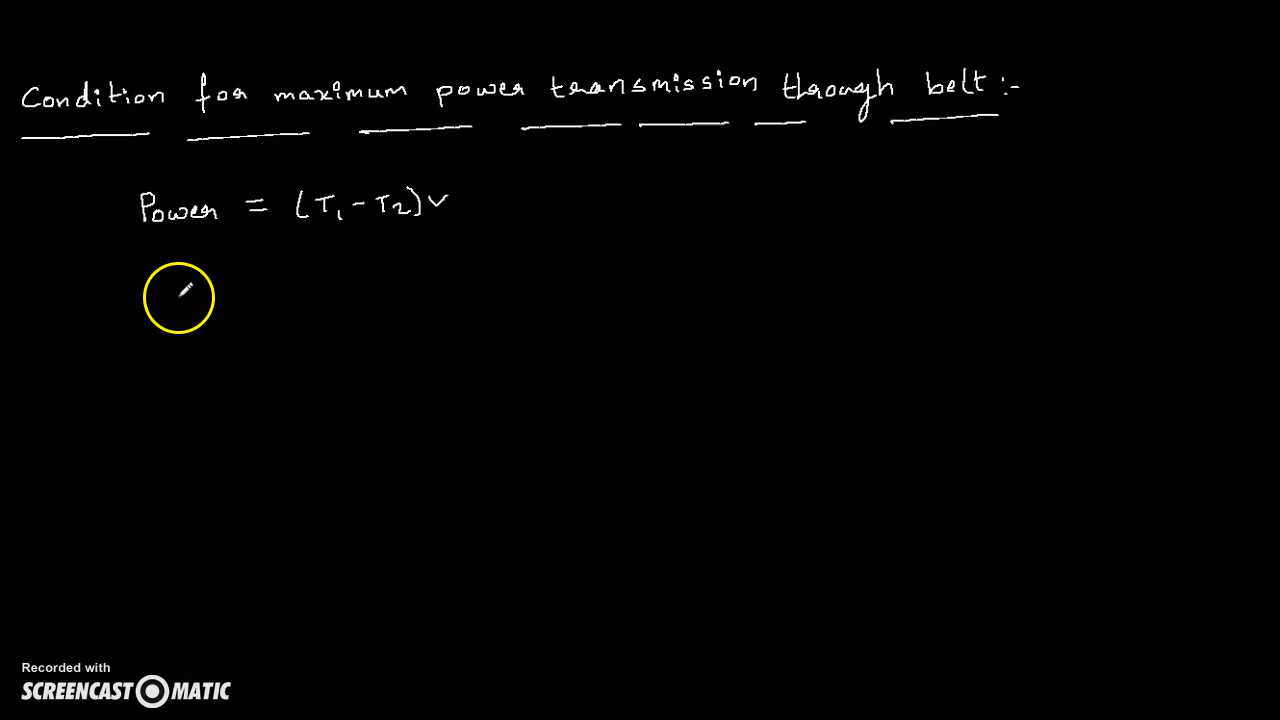 Condition for maximum power transmission through belt :-
Power = (T₁ - T₂) v
Recorded with
SCREENCAST MATIC